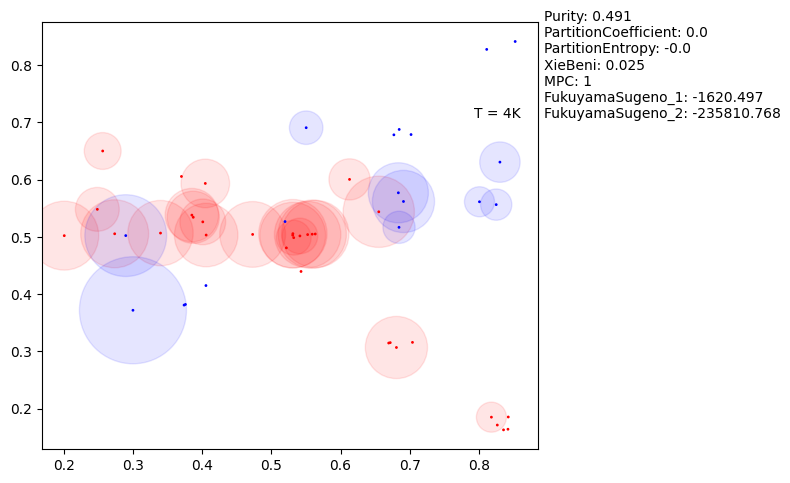 Purity: 0.491
PartitionCoefficient: 0.0
PartitionEntropy: -0.0
XieBeni: 0.025
MPC: 1
FukuyamaSugeno_1: -1620.497
FukuyamaSugeno_2: -235810.768
T = 4K
0.8
0.7
0.6
0.5
0.4
0.3
0.2
0.2 0.3 0.4 0.5 0.6 0.7 0.8